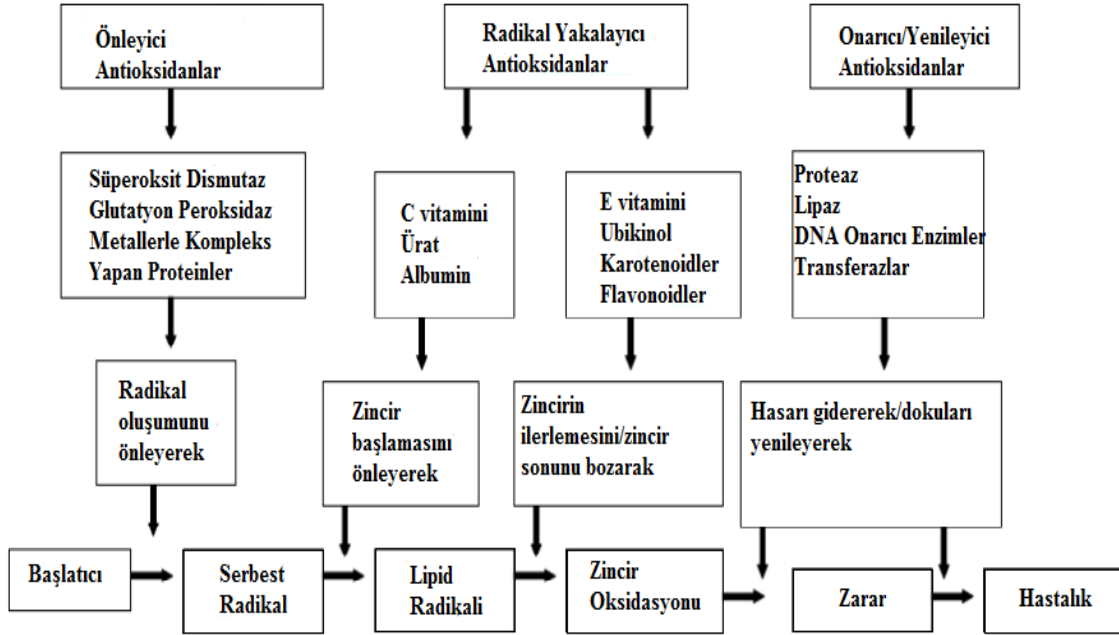 Önleyici
Antioksidanlar
Radikal Yakalayıcı
Antioksidanlar
Onarıcı/Yenileyici
Antioksidanlar
Süperoksit Dismutaz
Glutatyon Peroksidaz
Metallerle Kompleks
Yapan Proteinler
C vitamini
Ürat
Albumin
E vitamini
Ubikinol
Karotenoidler
Flavonoidler
Proteaz
Lipaz
DNA Onarıcı Enzimler
Transferazlar
Radikal
oluşumunu
önleyerek
Zincir
başlamasını
önleyerek
Zincirin
ilerlemesini/zincir
sonunu bozarak
Hasarı gidererek/dokuları
yenileyerek
Başlatıcı
Serbest
Radikal
Lipid
Radikali
Zincir
Oksidasyonu
Zarar
Hastalık